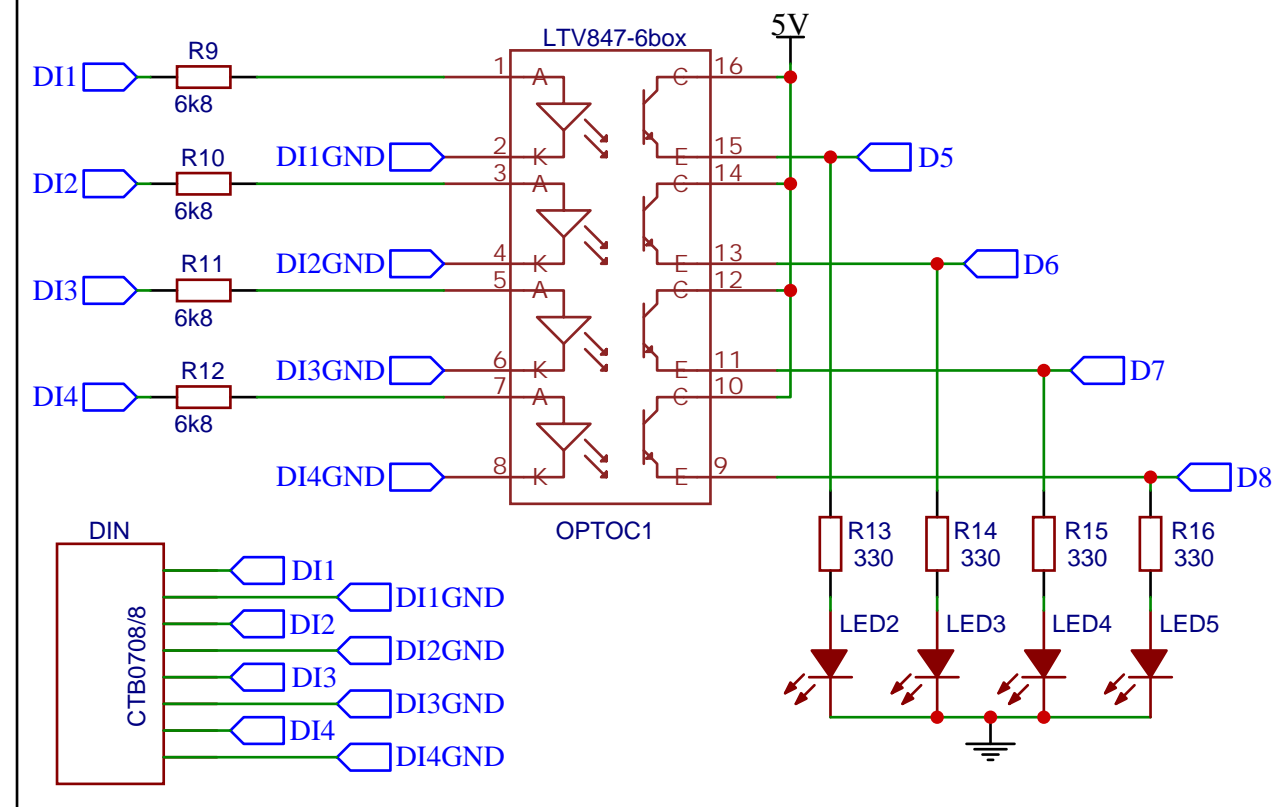 5V
LTV847-6box
DI1
R9
6k8
1
A
C
16
DI1GND
2
K
E
15
D5
DI2
R10
6k8
3
A
C
14
DI2GND
4
K
E
13
D6
DI3
R11
6k8
5
A
C
12
DI3GND
6
K
E
11
D7
DI4
R12
6k8
7
A
C
10
DI4GND
8
K
E
9
D8
OPTOC1
R13
330
R14
330
R15
330
R16
330
LED2
LED3
LED4
LED5
DIN
CTB0708/8
DI1
DI1GND
DI2
DI2GND
DI3
DI3GND
DI4
DI4GND